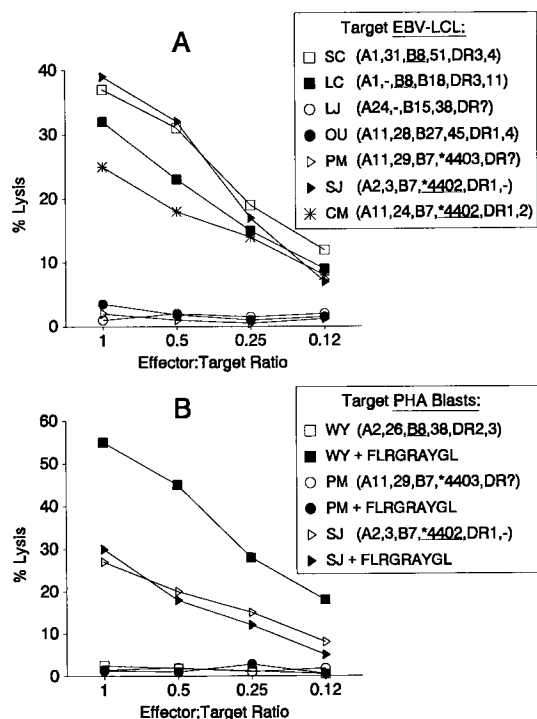 A
Target EBV-LCL:
SC (A1,31,B8,51,DR3,4)
LC (A1,-,B8,B18,DR3,11)
LJ (A24,-,B15,38,DR?)
OU (A11,28,B27,45,DR1,4)
PM (A11,29,B7,*4403,DR?)
SJ (A2,3,B7,*4402,DR1,-)
CM (A11,24,B7,*4402,DR1,2)
% Lysis
40
30
20
10
0
1 0.5 0.25 0.12
Effector:Target Ratio
B
Target PHA Blasts:
WY (A2,26,B8,38,DR2,3)
WY + FLRGRAYGL
PM (A11,29,B7,*4403,DR?)
PM + FLRGRAYGL
SJ (A2,3,B7,*4402,DR1,-)
SJ + FLRGRAYGL
% Lysis
60
50
40
30
20
10
0
1 0.5 0.25 0.12
Effector:Target Ratio